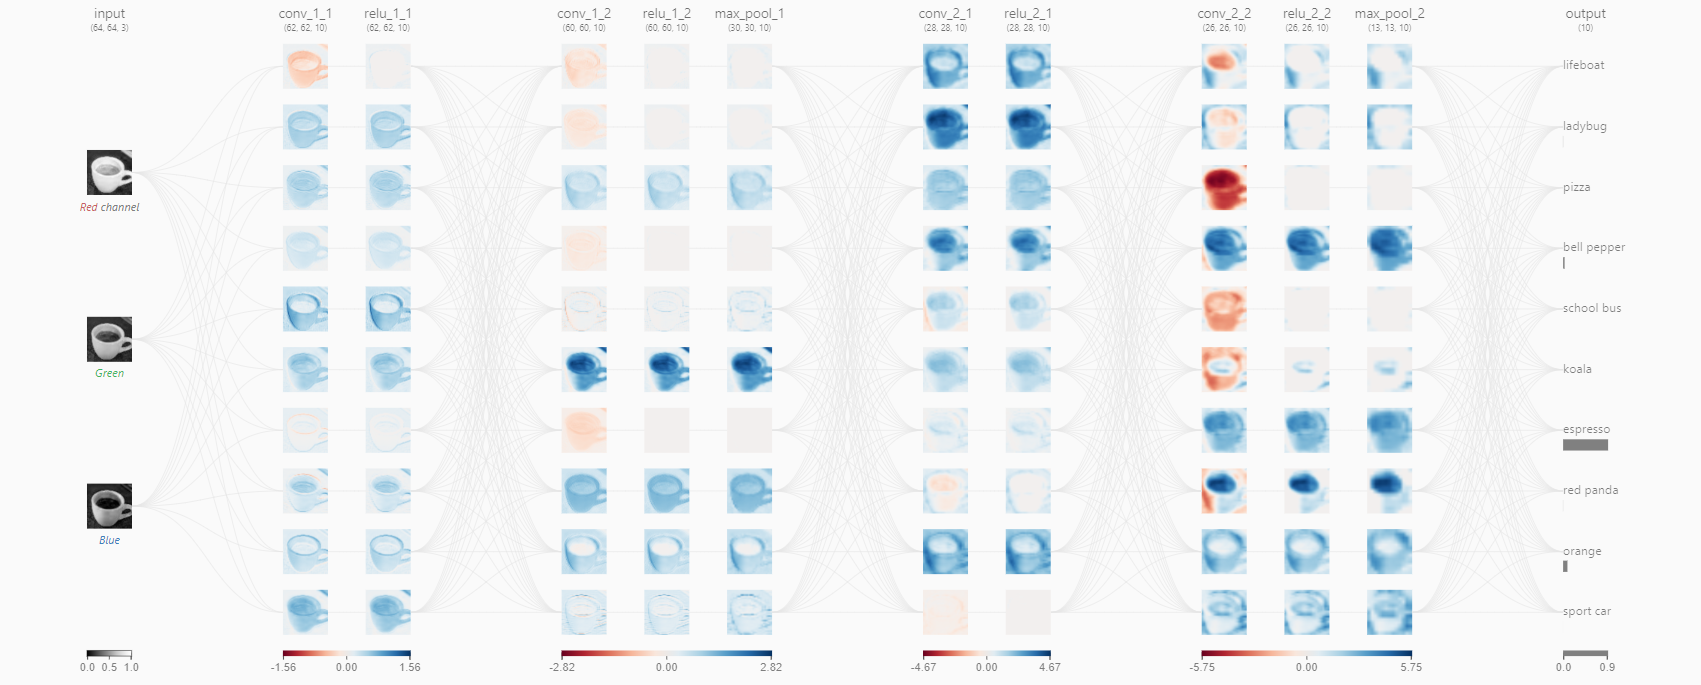 input
(64, 64, 3)
conv_1_1
(62, 62, 10)
relu_1_1
(62, 62, 10)
conv_1_2
(60, 60, 10)
relu_1_2
(60, 60, 10)
max_pool_1
(30, 30, 10)
conv_2_1
(28, 28, 10)
relu_2_1
(28, 28, 10)
conv_2_2
(26, 26, 10)
relu_2_2
(26, 26, 10)
max_pool_2
(13, 13, 10)
output
(10)
Red channel
Green
Blue
lifeboat
ladybug
pizza
bell pepper
school bus
koala
espresso
red panda
orange
sport car
0.0 0.5 1.0
-1.56 0.00 1.56
-2.82 0.00 2.82
-4.67 0.00 4.67
-5.75 0.00 5.75
0.0 0.9